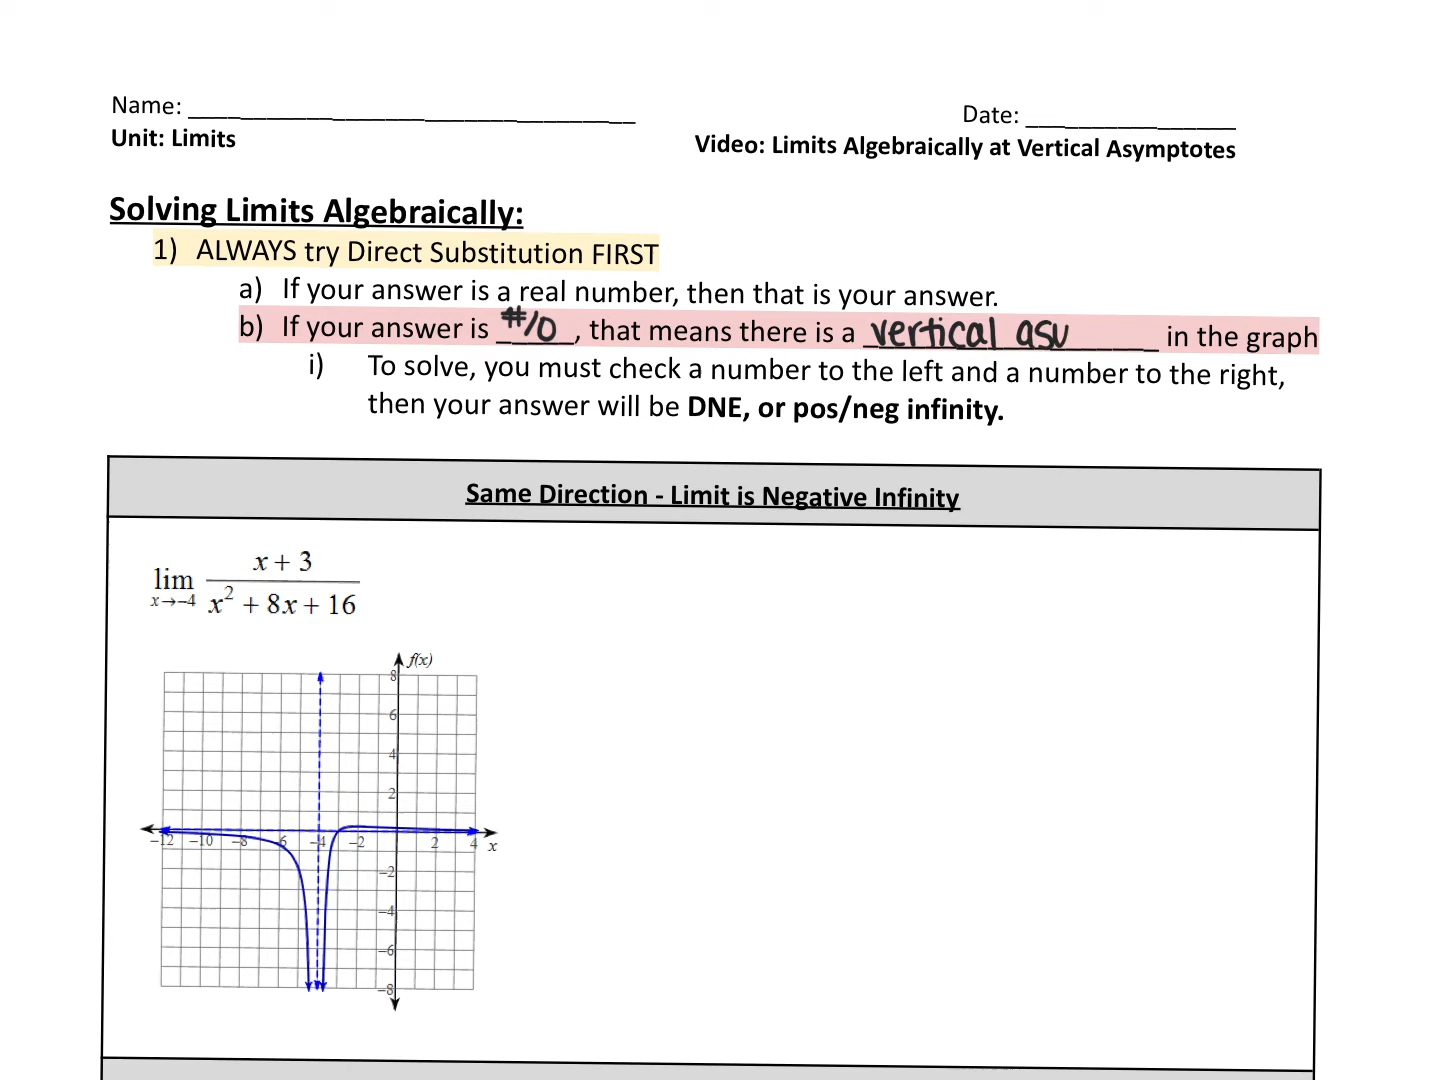 Name: ___________________________________ Date: ________________
Unit: Limits Video: Limits Algebraically at Vertical Asymptotes
Solving Limits Algebraically:
1) ALWAYS try Direct Substitution FIRST
a) If your answer is a real number, then that is your answer.
b) If your answer is #/0, that means there is a vertical asy in the graph
i) To solve, you must check a number to the left and a number to the right,
then your answer will be DNE, or pos/neg infinity.
Same Direction - Limit is Negative Infinity
x + 3
lim
x→−4 x² + 8x + 16
f(x)
8
6
4
2
−12 −10 −8 −6 −4 −2 2 4 x
−2
−4
−6
−8